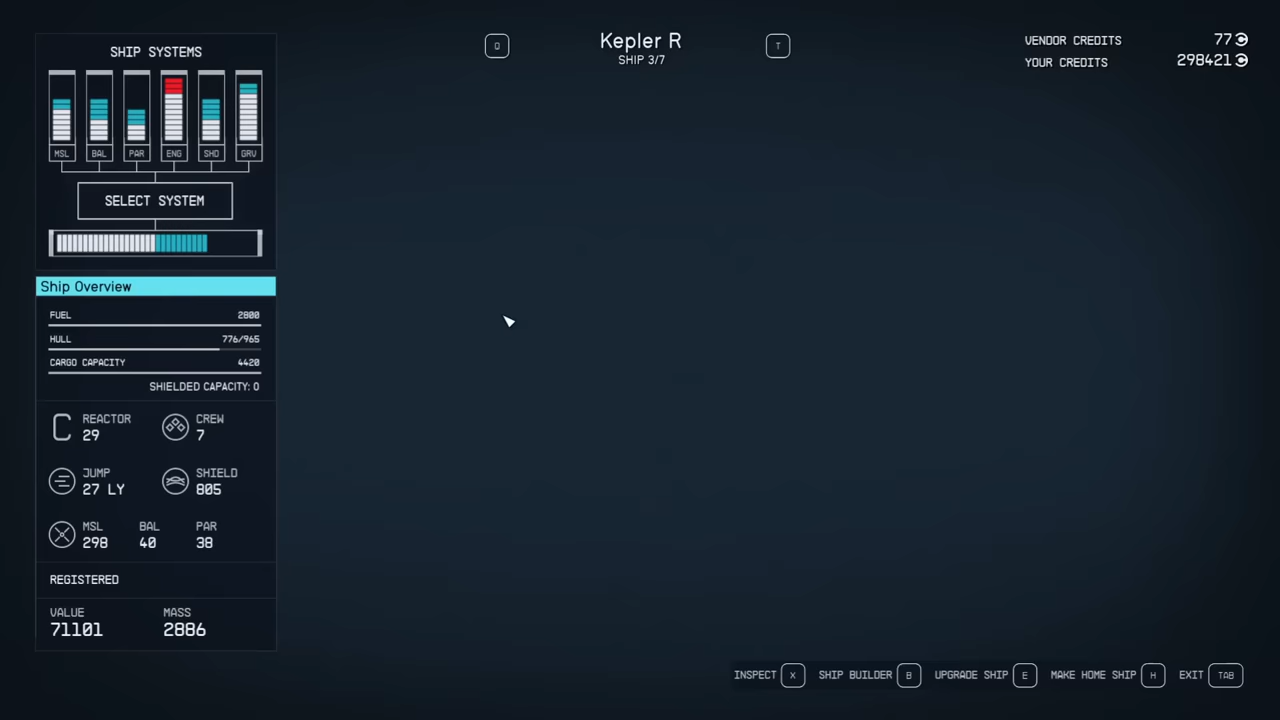 SHIP SYSTEMS
MSL BAL PAR ENG SHD GRV
SELECT SYSTEM
Ship Overview
FUEL 2800
HULL 776/965
CARGO CAPACITY 4420
SHIELDED CAPACITY: 0
C REACTOR 29
CREW 7
JUMP 27 LY
SHIELD 805
MSL 298
BAL 40
PAR 38
REGISTERED
VALUE 71101
MASS 2886
Q Kepler R T
SHIP 3/7
VENDOR CREDITS 77
YOUR CREDITS 298421
INSPECT X SHIP BUILDER B UPGRADE SHIP E MAKE HOME SHIP H EXIT TAB